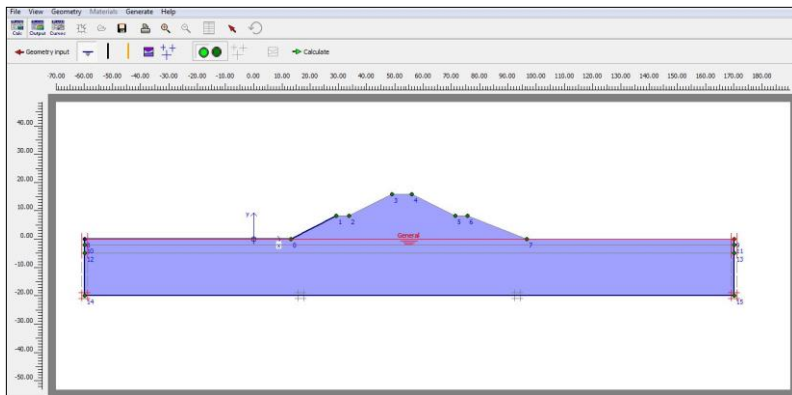 File View Geometry Materials Generate Help
Calc Output Curves
Geometry input Calculate
-70.00 -60.00 -50.00 -40.00 -30.00 -20.00 -10.00 0.00 10.00 20.00 30.00 40.00 50.00 60.00 70.00 80.00 90.00 100.00 110.00 120.00 130.00 140.00 150.00 160.00 170.00 180.00
40.00
30.00
20.00
3 4
10.00
Y 1 2 5 6
0.00
General
0 7
8 9
10 11
-10.00
12 13
-20.00
14 15
-30.00
-40.00
-50.00